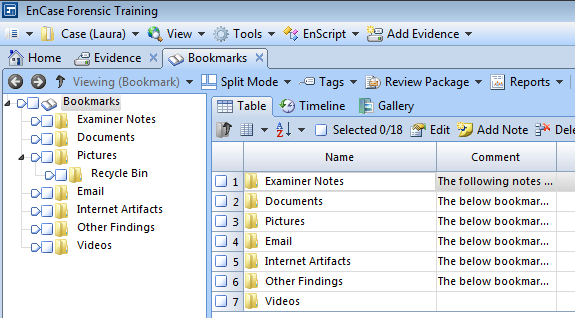 EnCase Forensic Training
Case (Laura) View Tools EnScript Add Evidence
Home Evidence Bookmarks
Viewing (Bookmark) Split Mode Tags Review Package Reports
Bookmarks
Examiner Notes
Documents
Pictures
Recycle Bin
Email
Internet Artifacts
Other Findings
Videos
Table Timeline Gallery
Selected 0/18 Edit Add Note Dele
Name Comment
1 Examiner Notes The following notes ...
2 Documents The below bookmar...
3 Pictures The below bookmar...
4 Email The below bookmar...
5 Internet Artifacts The below bookmar...
6 Other Findings The below bookmar...
7 Videos